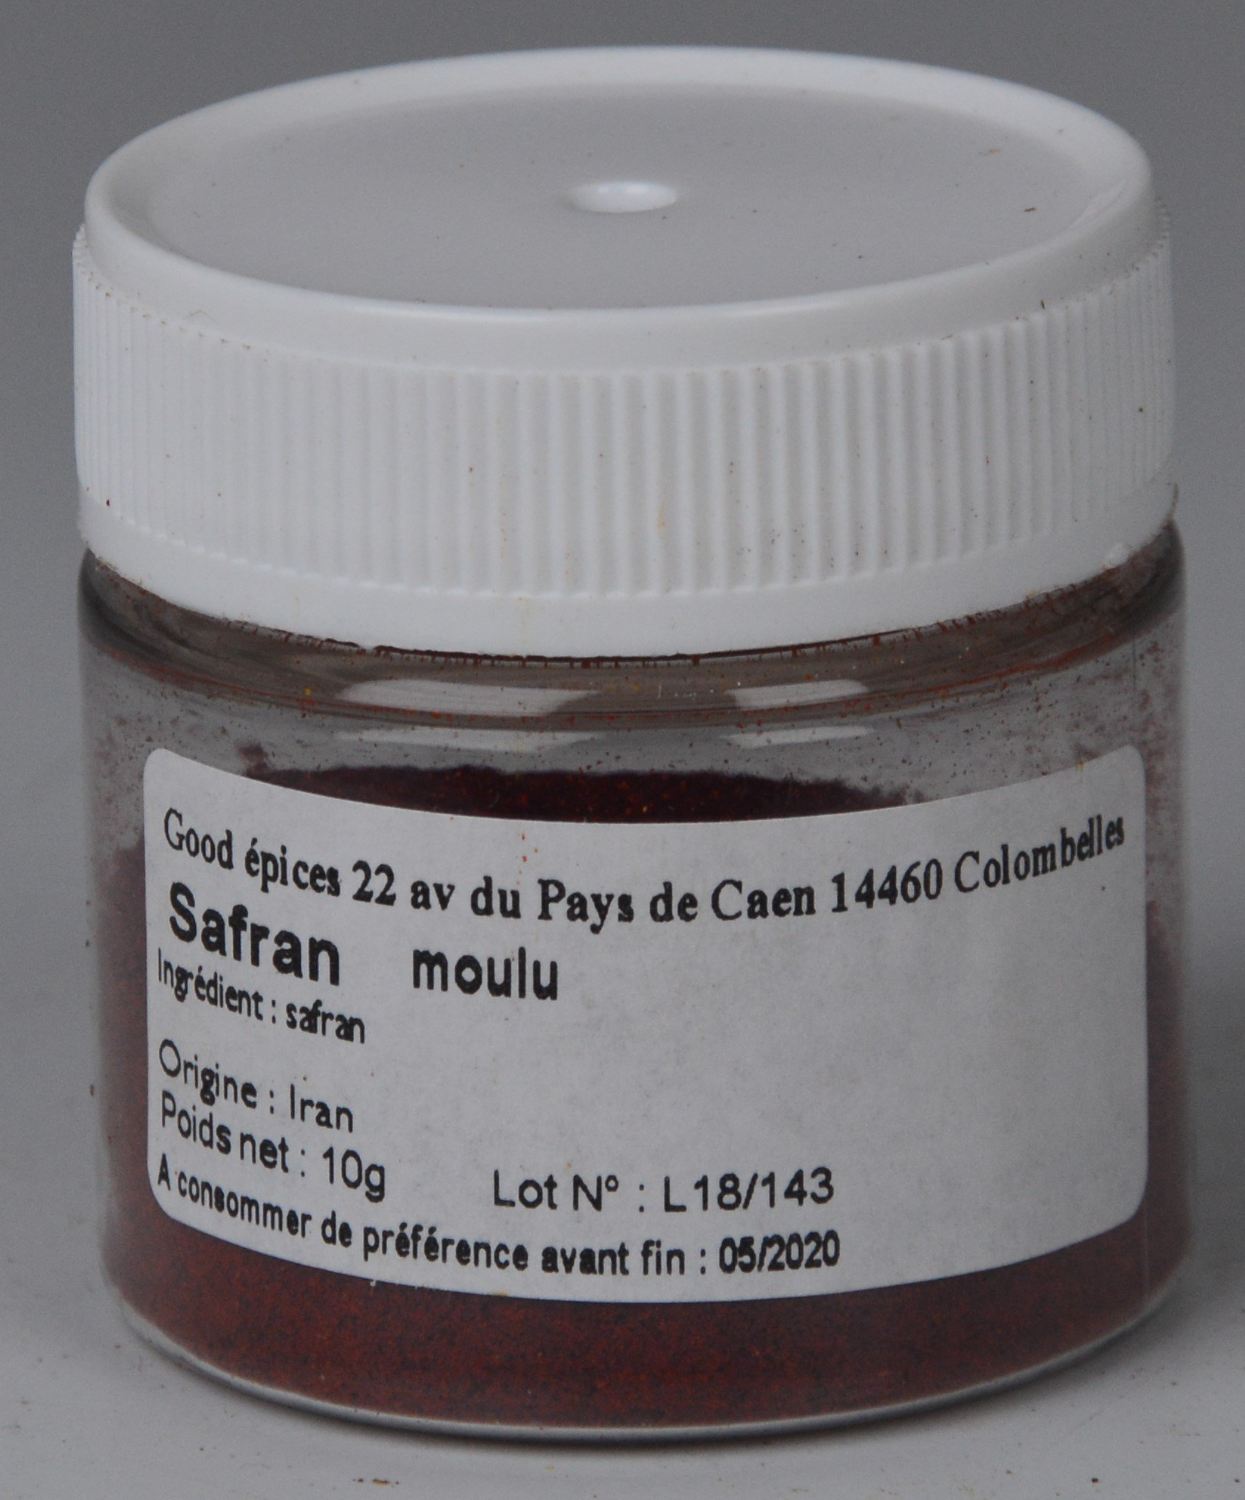 Good épices 22 av du Pays de Caen 14460 Colombelles
Safran moulu
Ingrédient : safran
Origine : Iran
Poids net : 10g Lot N° : L18/143
A consommer de préférence avant fin : 05/2020